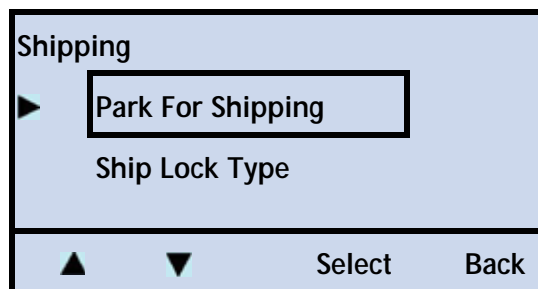 Shipping
Park For Shipping
Ship Lock Type
Select Back